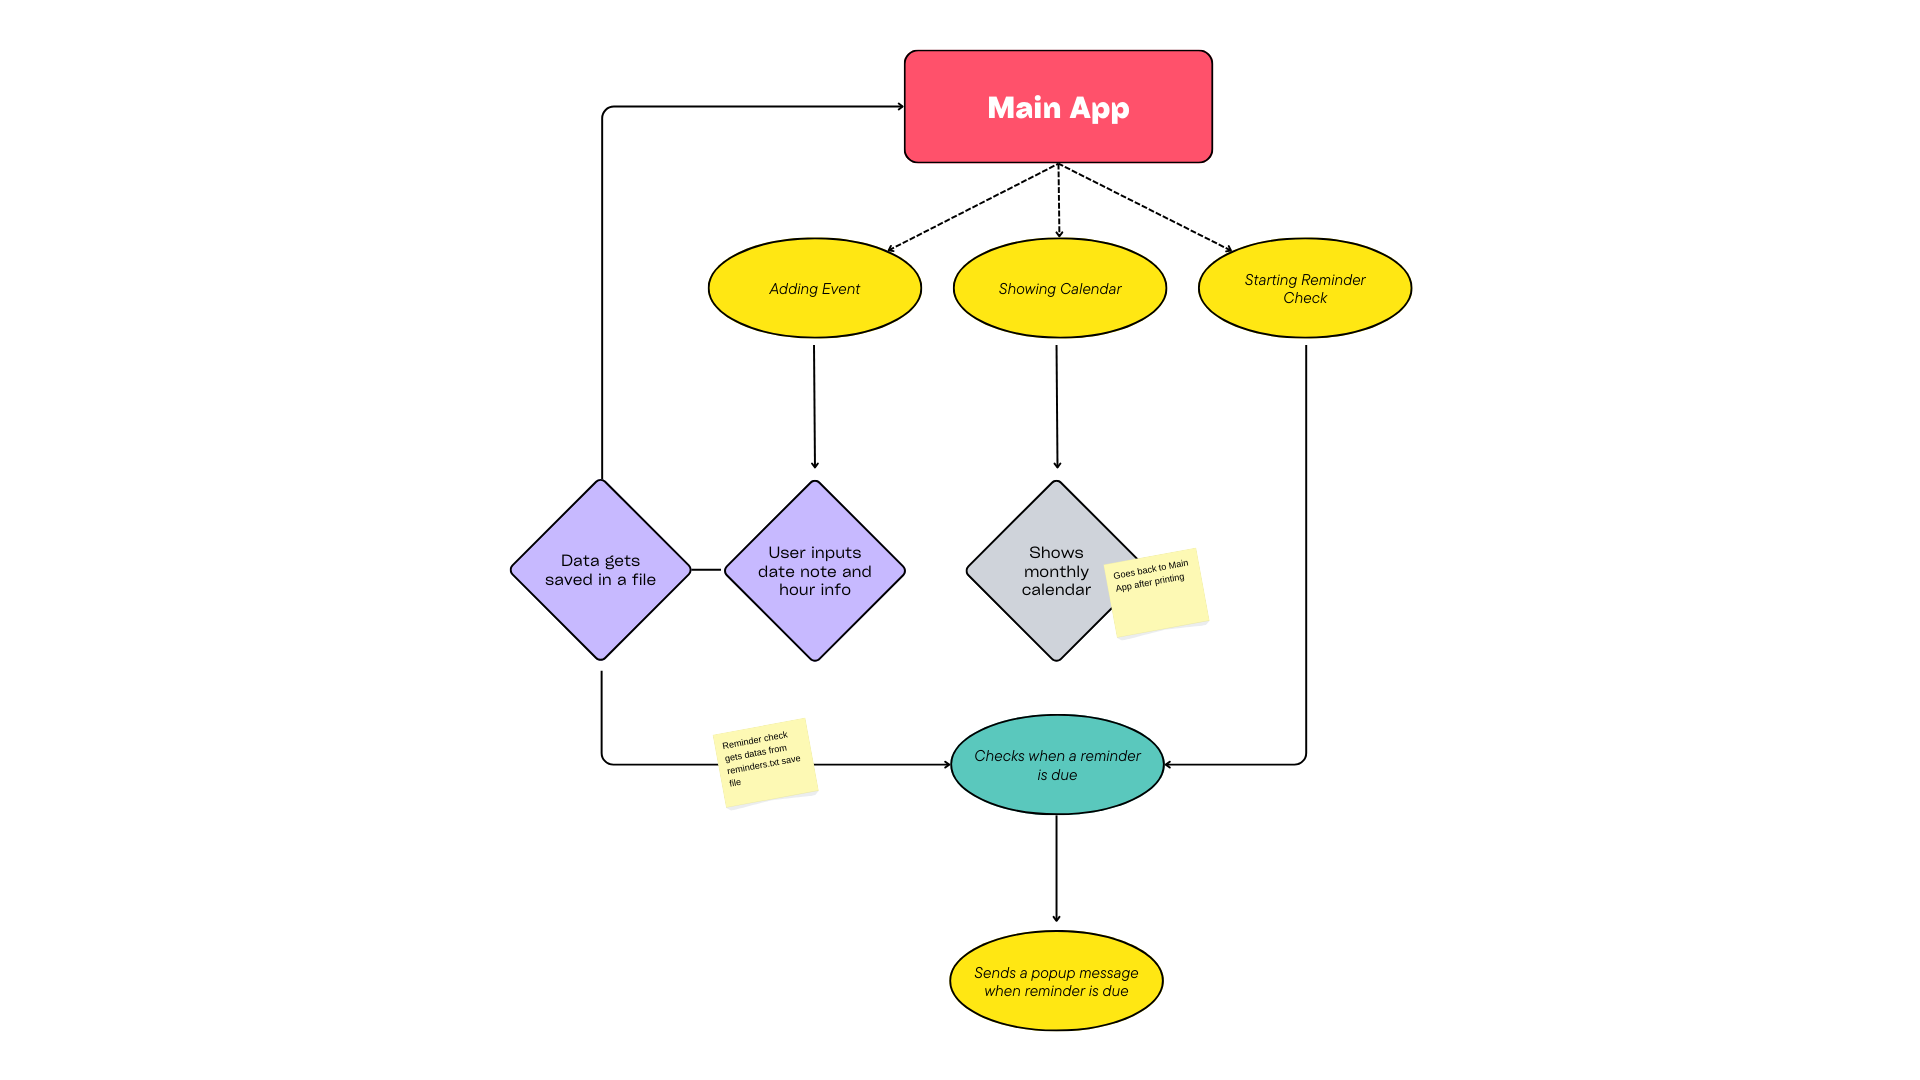 Main App
Adding Event
Showing Calendar
Starting Reminder
Check
Data gets
saved in a file
User inputs
date note and
hour info
Shows
monthly
calendar
Goes back to Main
App after printing
Reminder check
gets datas from
reminders.txt save
file
Checks when a reminder
is due
Sends a popup message
when reminder is due